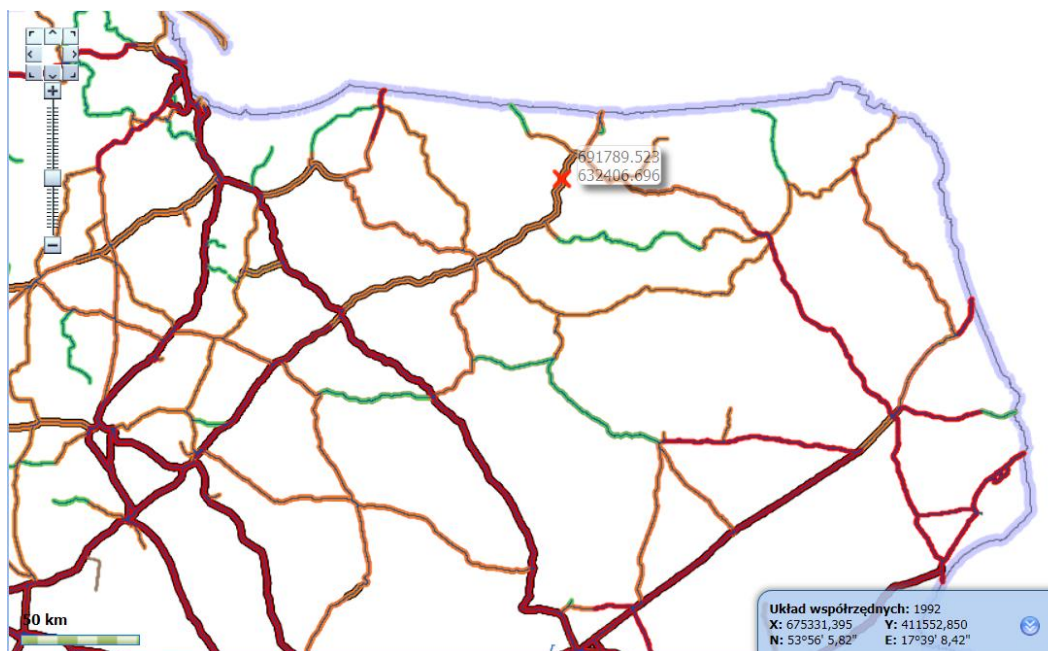 691789.523
632406.696
50 km
Układ współrzędnych: 1992
X: 675331,395 Y: 411552,850
N: 53°56' 5,82" E: 17°39' 8,42"